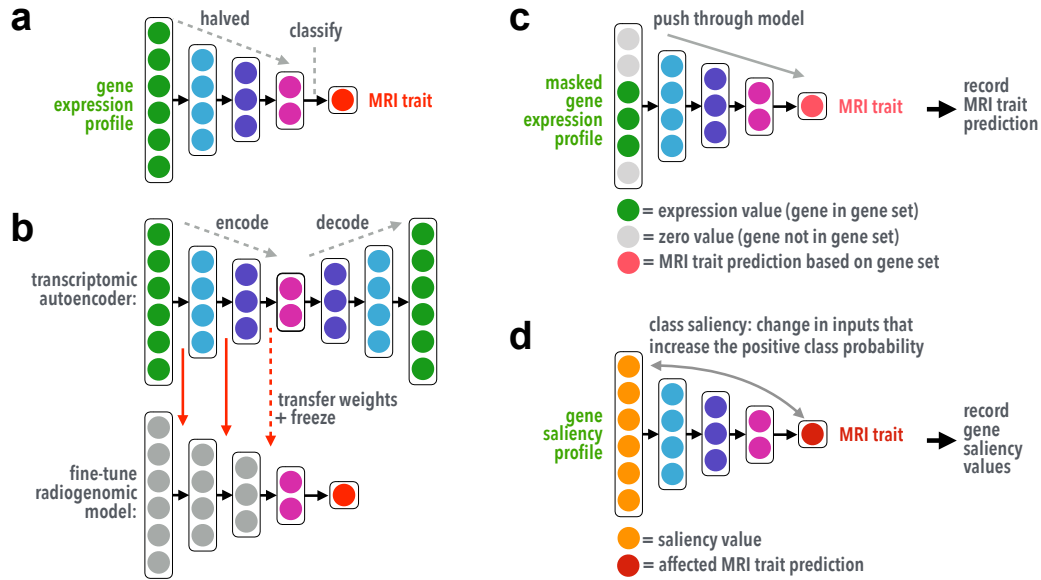 a
halved
classify
gene
expression
profile
MRI trait
b
encode
decode
transcriptomic
autoencoder:
transfer weights
+ freeze
fine-tune
radiogenomic
model:
c
push through model
masked
gene
expression
profile
MRI trait
record
MRI trait
prediction
= expression value (gene in gene set)
= zero value (gene not in gene set)
= MRI trait prediction based on gene set
d
class saliency: change in inputs that
increase the positive class probability
gene
saliency
profile
MRI trait
record
gene
saliency
values
= saliency value
= affected MRI trait prediction